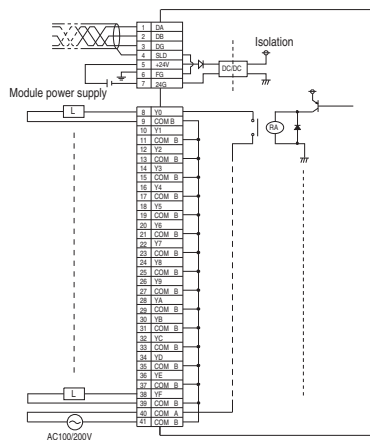 1 DA
2 DB
3 DG
4 SLD
5 +24V
6 FG
7 24G
Isolation
DC/DC
Module power supply
L
8 Y0
9 COM B
10 Y1
11 COM B
12 Y2
13 COM B
14 Y3
15 COM B
16 Y4
17 COM B
18 Y5
19 COM B
20 Y6
21 COM B
22 Y7
23 COM B
24 Y8
25 COM B
26 Y9
27 COM B
28 YA
29 COM B
30 YB
31 COM B
32 YC
33 COM B
34 YD
35 COM B
36 YE
37 COM B
38 YF
39 COM B
40 COM A
41 COM B
RA
L
AC100/200V